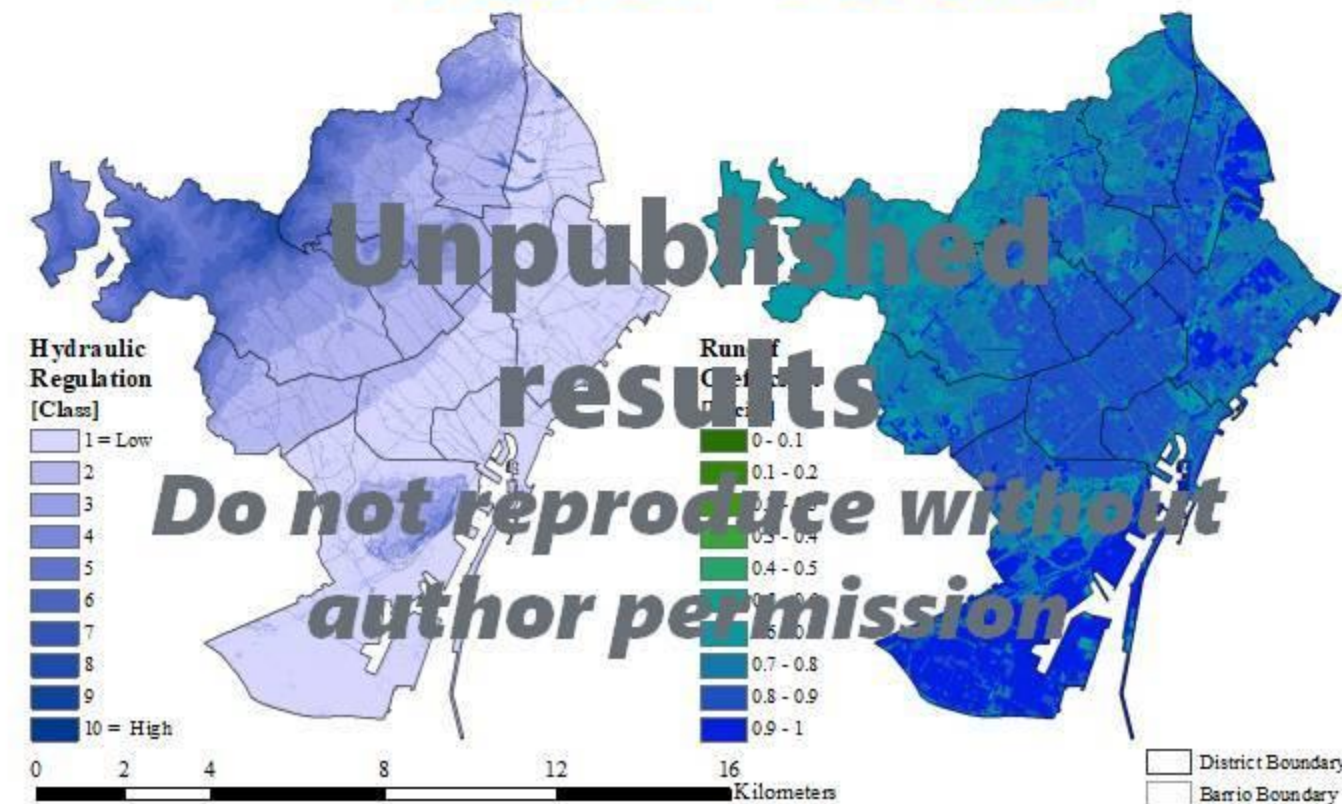 Unpublished
results
Do not reproduce without
author permission
Hydraulic
Regulation
[Class]
1 = Low
2
3
4
5
6
7
8
9
10 = High
0 - 0.1
0.1 - 0.2
0.4 - 0.5
0.7 - 0.8
0.8 - 0.9
0.9 - 1
0 2 4 8 12 16
Kilometers
District Boundary
Barrio Boundary